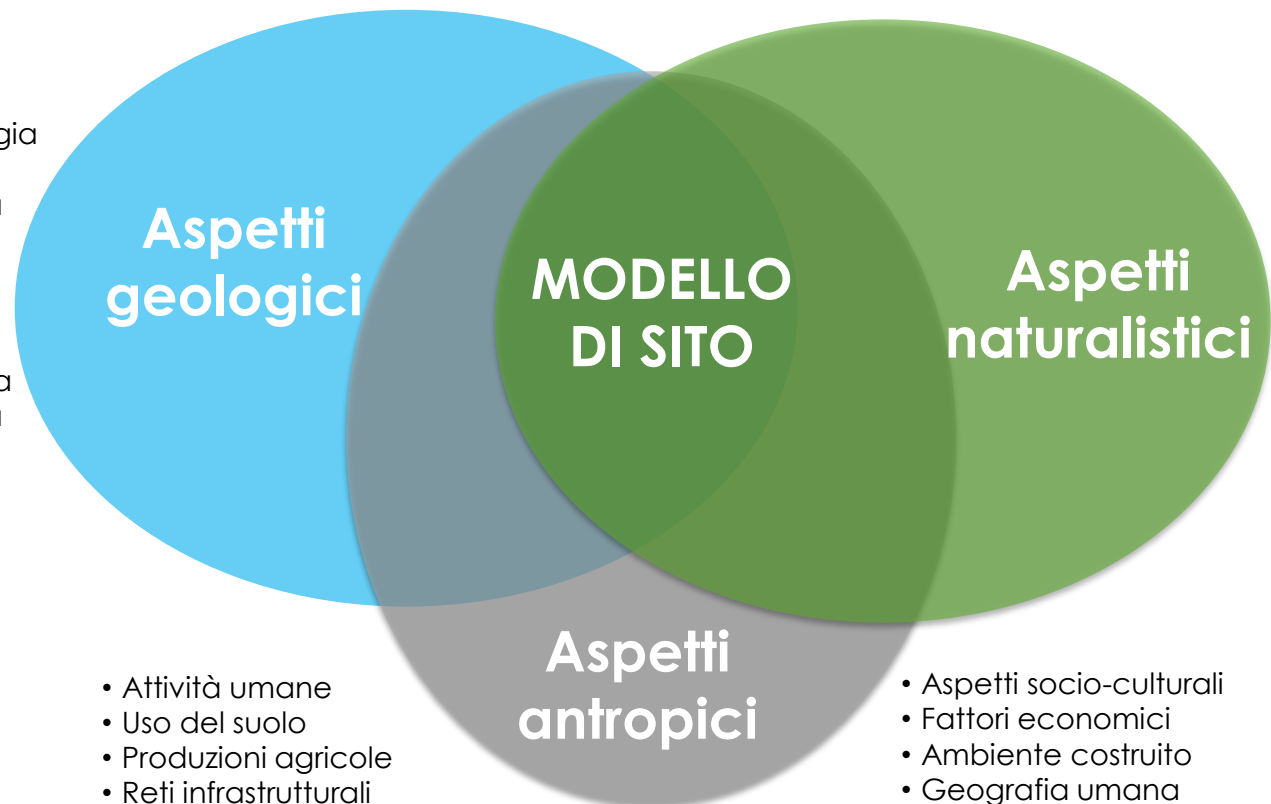 Aspetti
geologici
MODELLO
DI SITO
Aspetti
naturalistici
Aspetti
antropici
• Attività umane
• Uso del suolo
• Produzioni agricole
• Reti infrastrutturali
• Aspetti socio-culturali
• Fattori economici
• Ambiente costruito
• Geografia umana